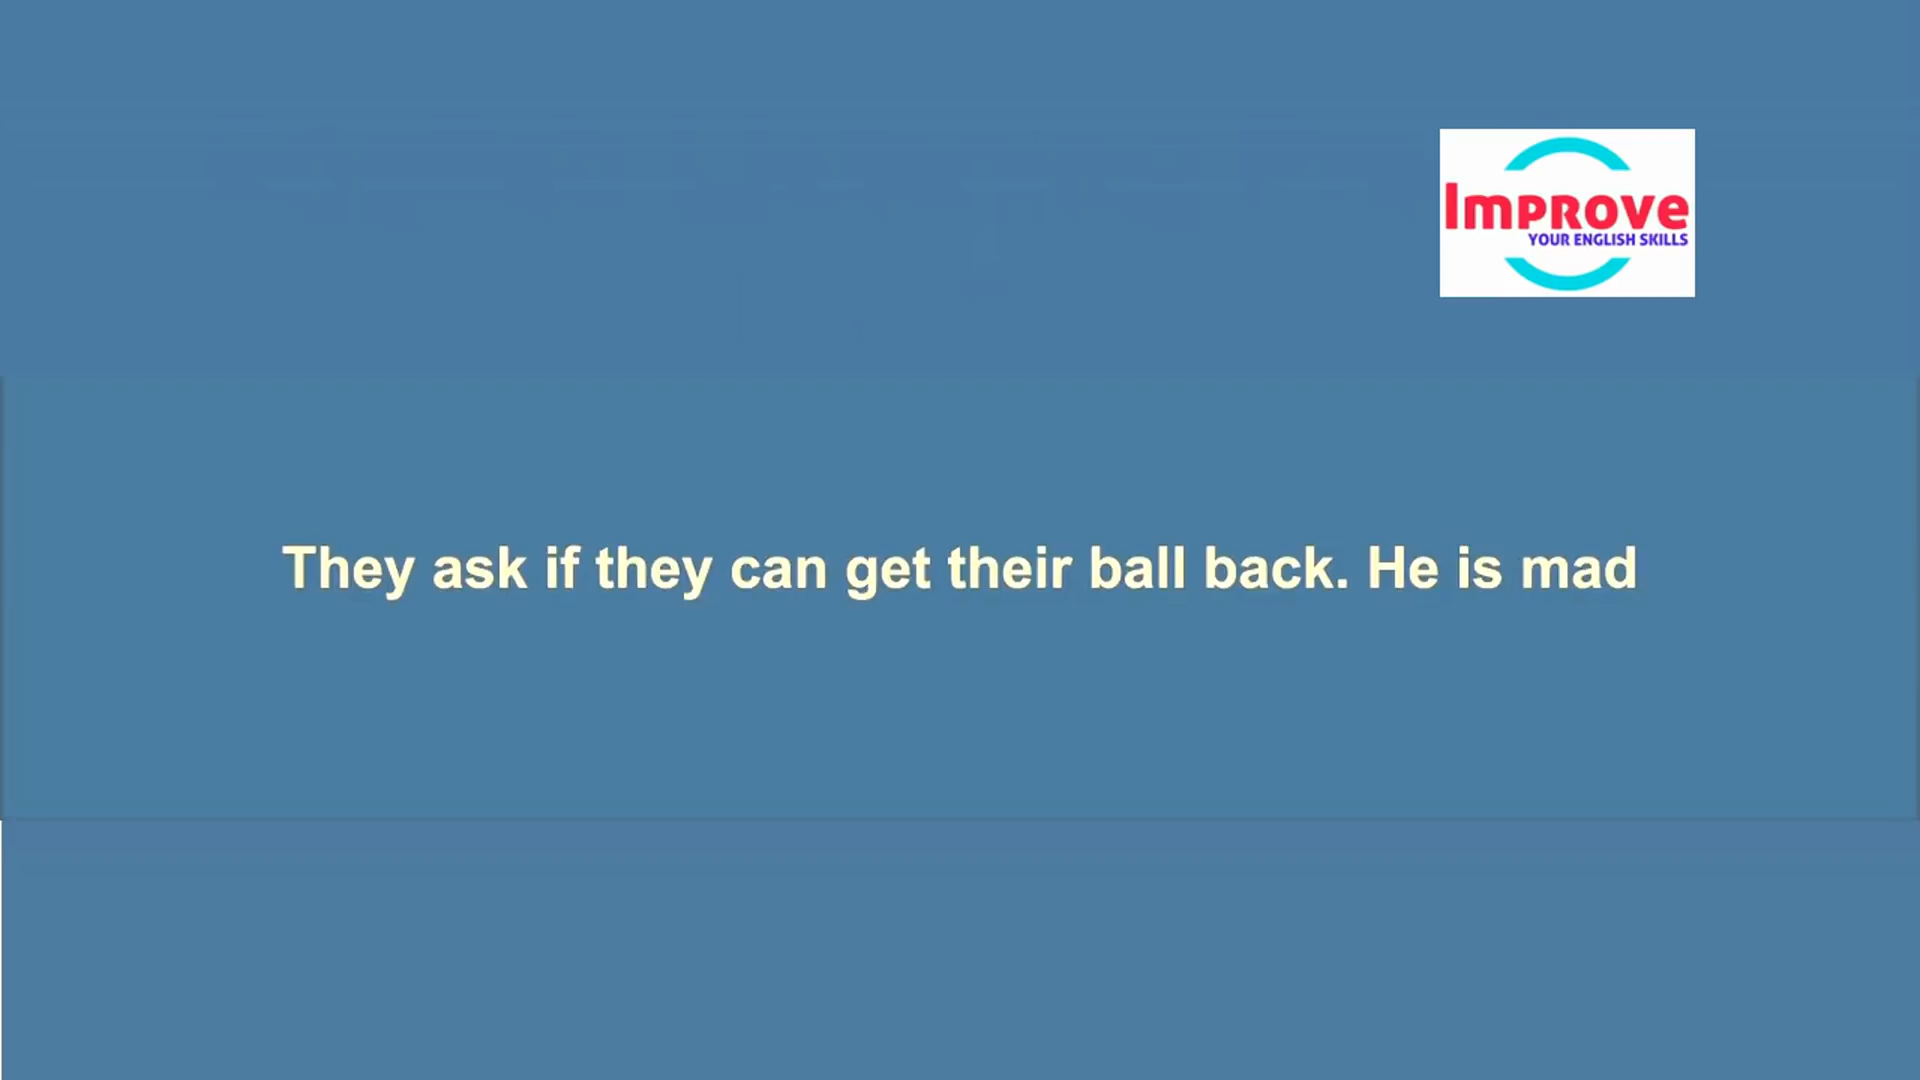 Improve
YOUR ENGLISH SKILLS
They ask if they can get their ball back. He is mad